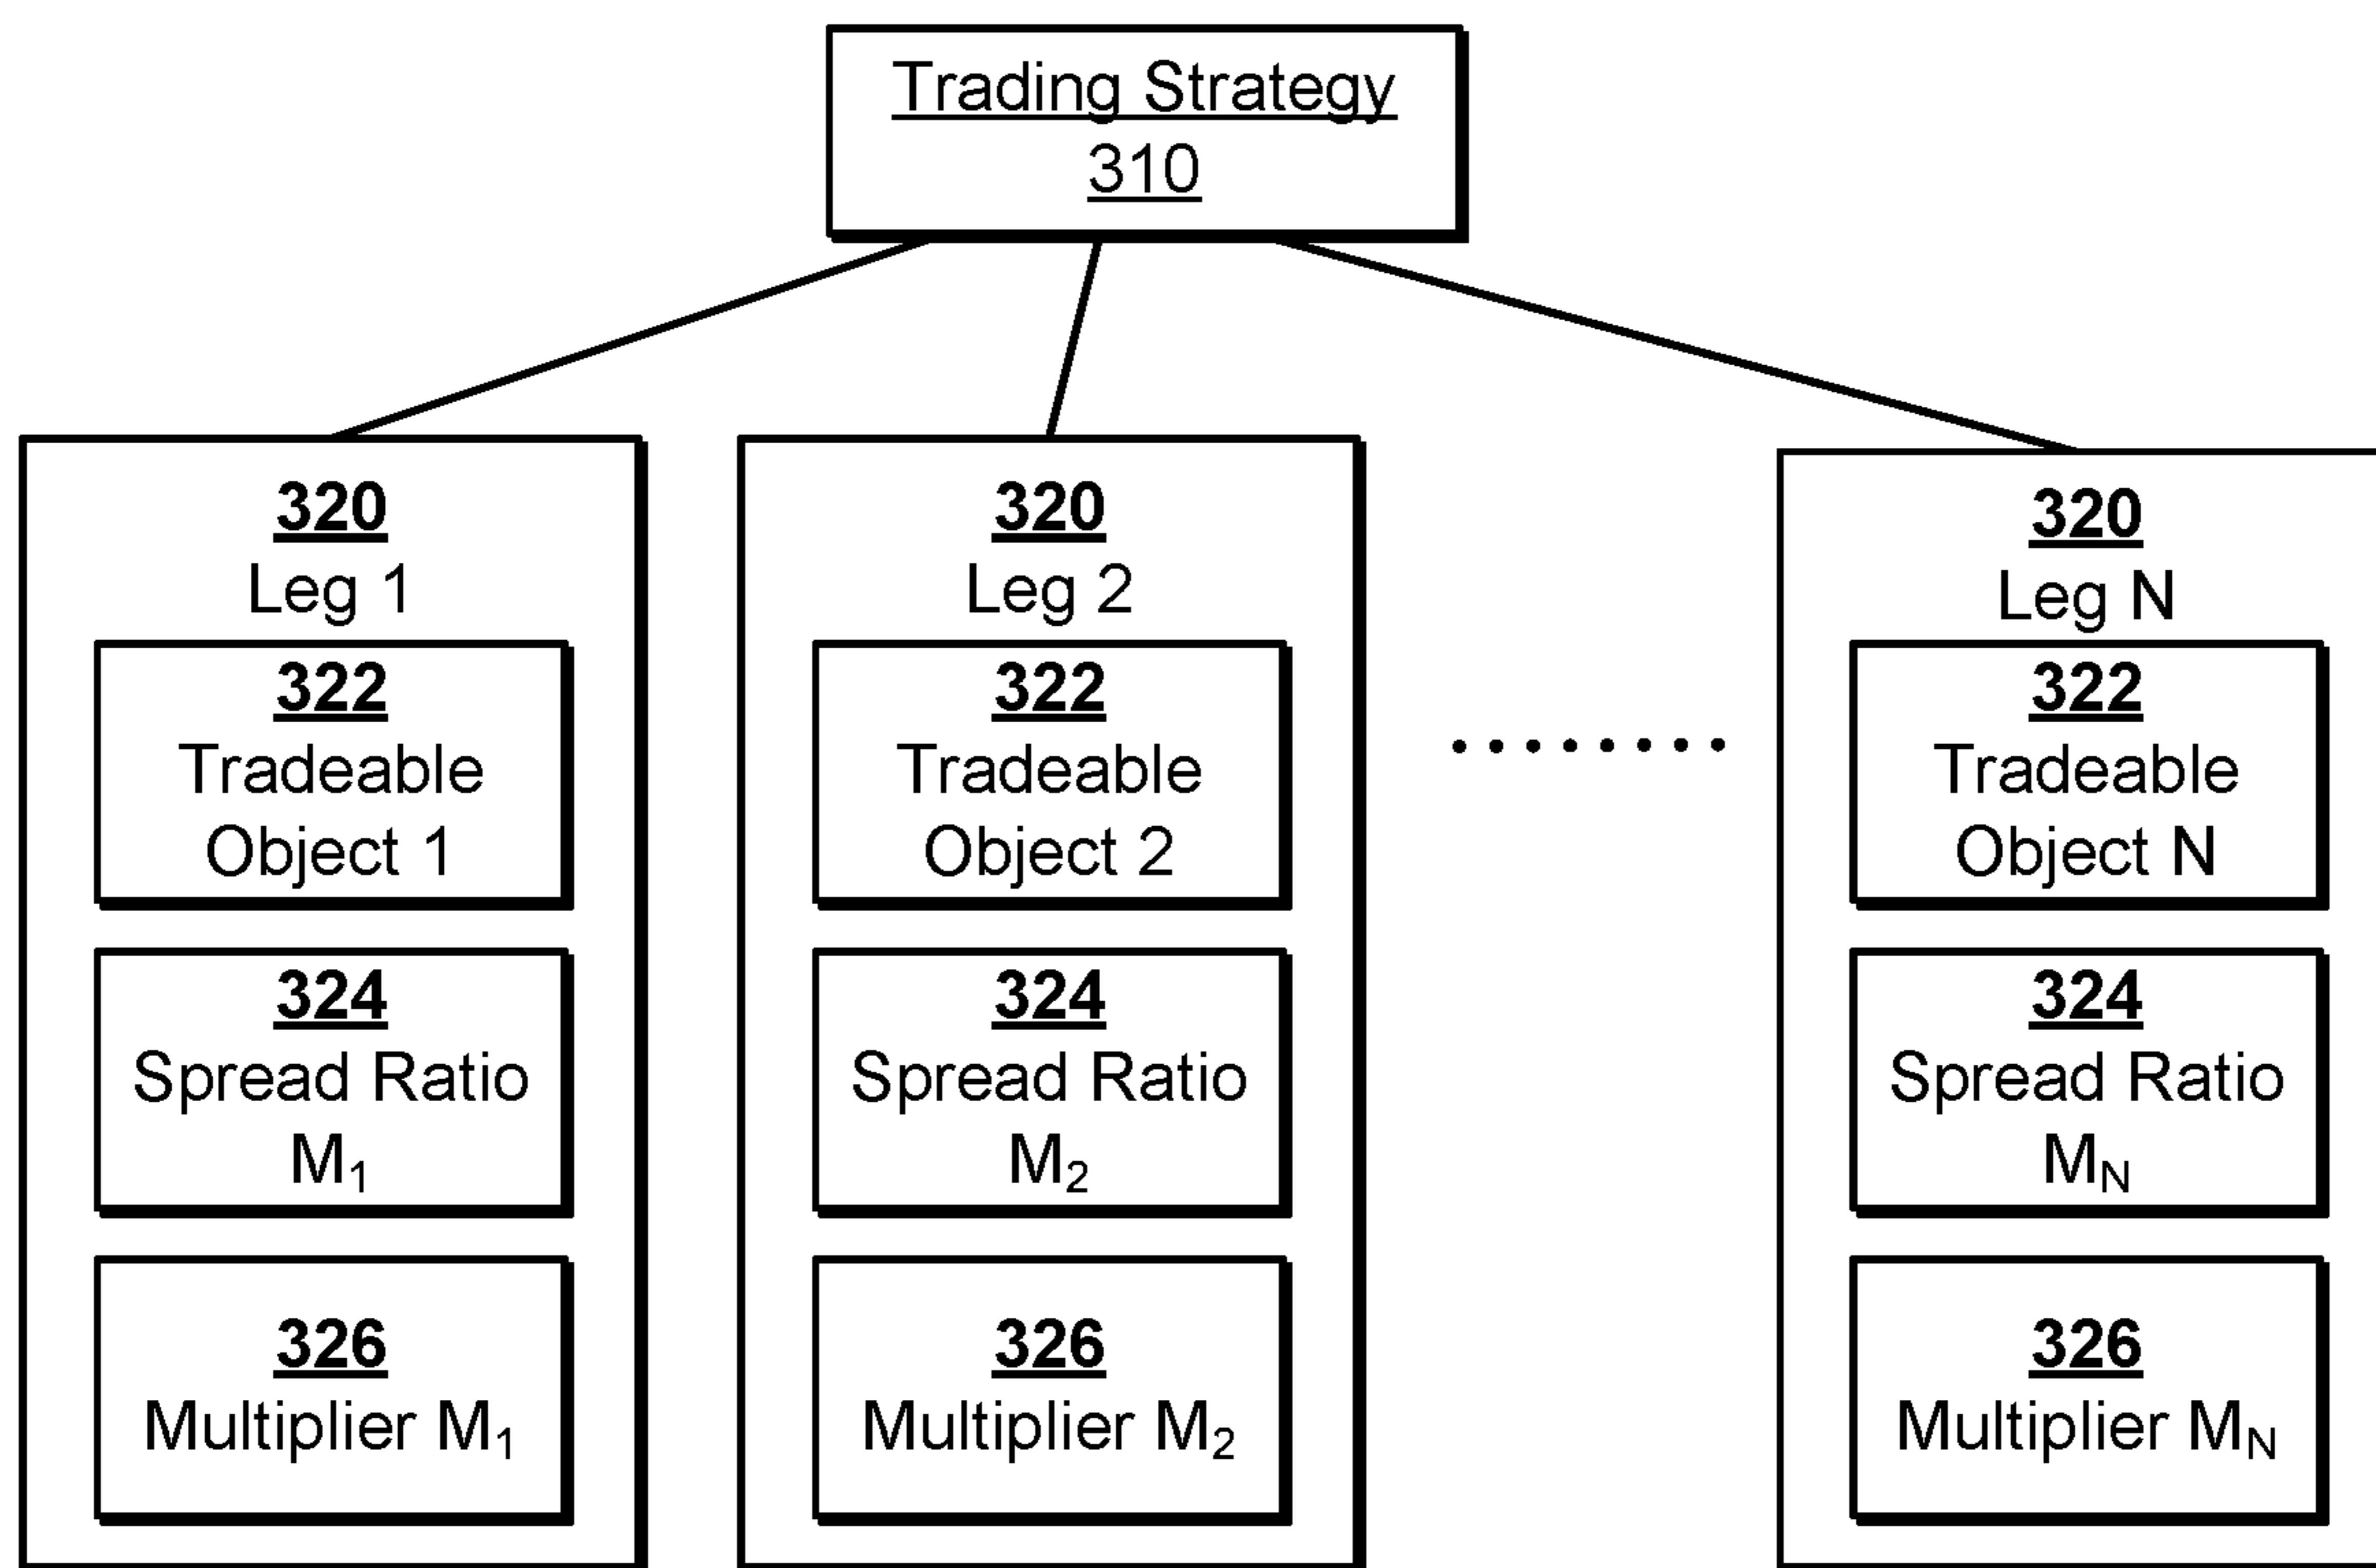 Trading Strategy
310
320
Leg 1
322
Tradeable
Object 1
324
Spread Ratio
M₁
326
Multiplier M₁
320
Leg 2
322
Tradeable
Object 2
324
Spread Ratio
M₂
326
Multiplier M₂
320
Leg N
322
Tradeable
Object N
324
Spread Ratio
M_N
326
Multiplier M_N